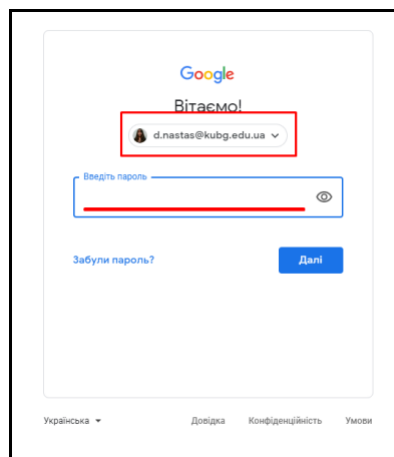 Google
Вітаємо!
d.nastas@kubg.edu.ua
Введіть пароль
Забули пароль?
Далі
Українська
Довідка Конфіденційність Умови